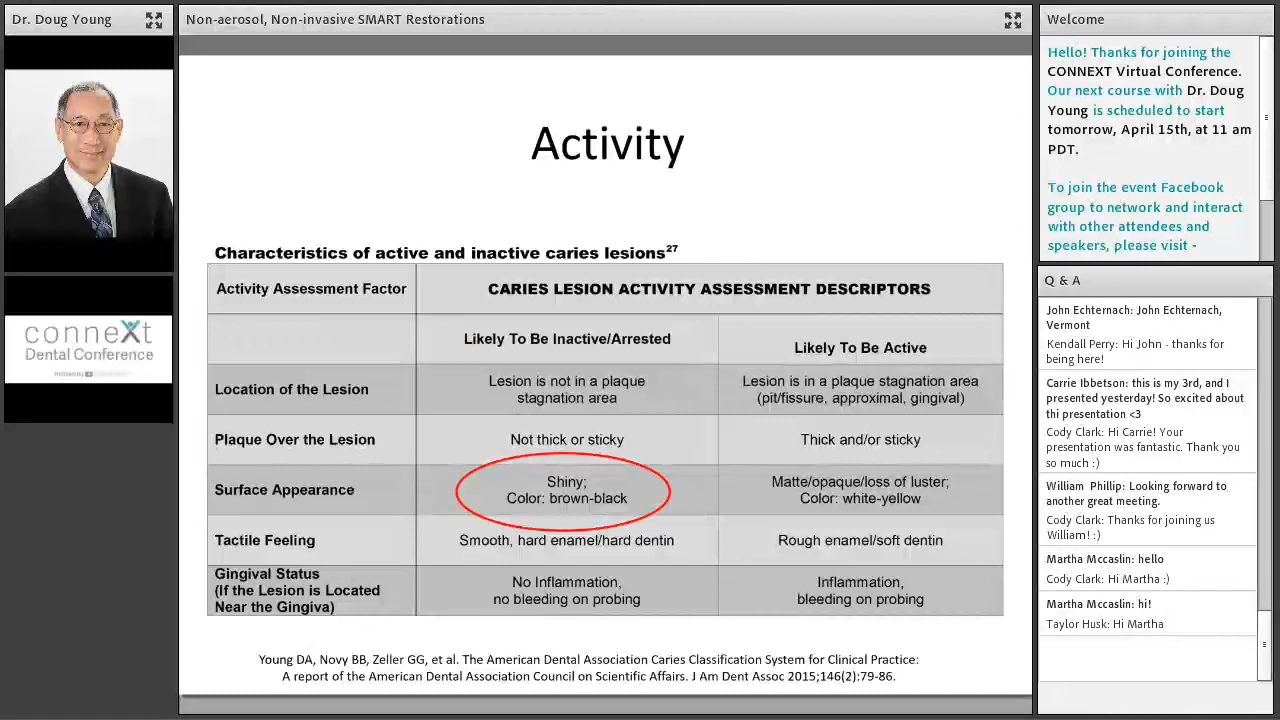 Dr. Doug Young
Non-aerosol, Non-invasive SMART Restorations
Welcome
Hello! Thanks for joining the
CONNEXT Virtual Conference.
Our next course with Dr. Doug
Young is scheduled to start
tomorrow, April 15th, at 11 am
PDT.
To join the event Facebook
group to network and interact
with other attendees and
speakers, please visit -
conneXt
Dental Conference
Activity
Characteristics of active and inactive caries lesions27
Activity Assessment Factor
CARIES LESION ACTIVITY ASSESSMENT DESCRIPTORS
Likely To Be Inactive/Arrested
Likely To Be Active
Location of the Lesion
Lesion is not in a plaque
stagnation area
Lesion is in a plaque stagnation area
(pit/fissure, approximal, gingival)
Plaque Over the Lesion
Not thick or sticky
Thick and/or sticky
Surface Appearance
Shiny;
Color: brown-black
Matte/opaque/loss of luster;
Color: white-yellow
Tactile Feeling
Smooth, hard enamel/hard dentin
Rough enamel/soft dentin
Gingival Status
(If the Lesion is Located
Near the Gingiva)
No Inflammation,
no bleeding on probing
Inflammation,
bleeding on probing
Young DA, Novy BB, Zeller GG, et al. The American Dental Association Caries Classification System for Clinical Practice:
A report of the American Dental Association Council on Scientific Affairs. J Am Dent Assoc 2015;146(2):79-86.
Q & A
John Echternach: John Echternach,
Vermont
Kendall Perry: Hi John - thanks for
being here!
Carrie Ibbetson: this is my 3rd, and I
presented yesterday! So excited about
thi presentation <3
Cody Clark: Hi Carrie! Your
presentation was fantastic. Thank you
so much :)
William Phillip: Looking forward to
another great meeting.
Cody Clark: Thanks for joining us
William! :)
Martha Mccaslin: hello
Cody Clark: Hi Martha :)
Martha Mccaslin: hi!
Taylor Husk: Hi Martha